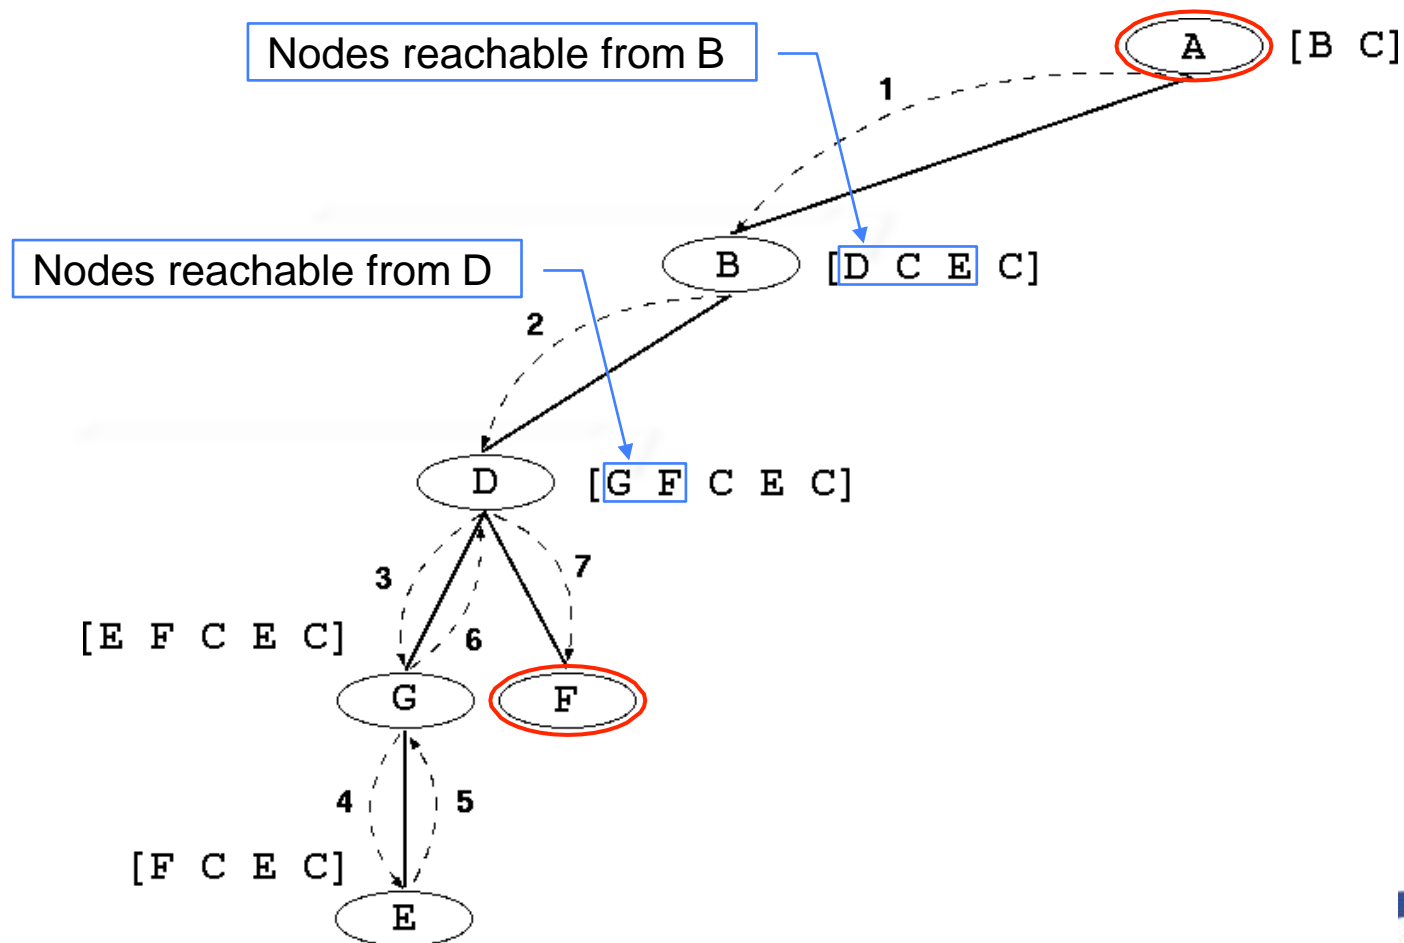 Nodes reachable from B
A [B C]
1
Nodes reachable from D
B [D C E C]
2
D [G F C E C]
3 7
[E F C E C] 6
G F
4 5
[F C E C]
E